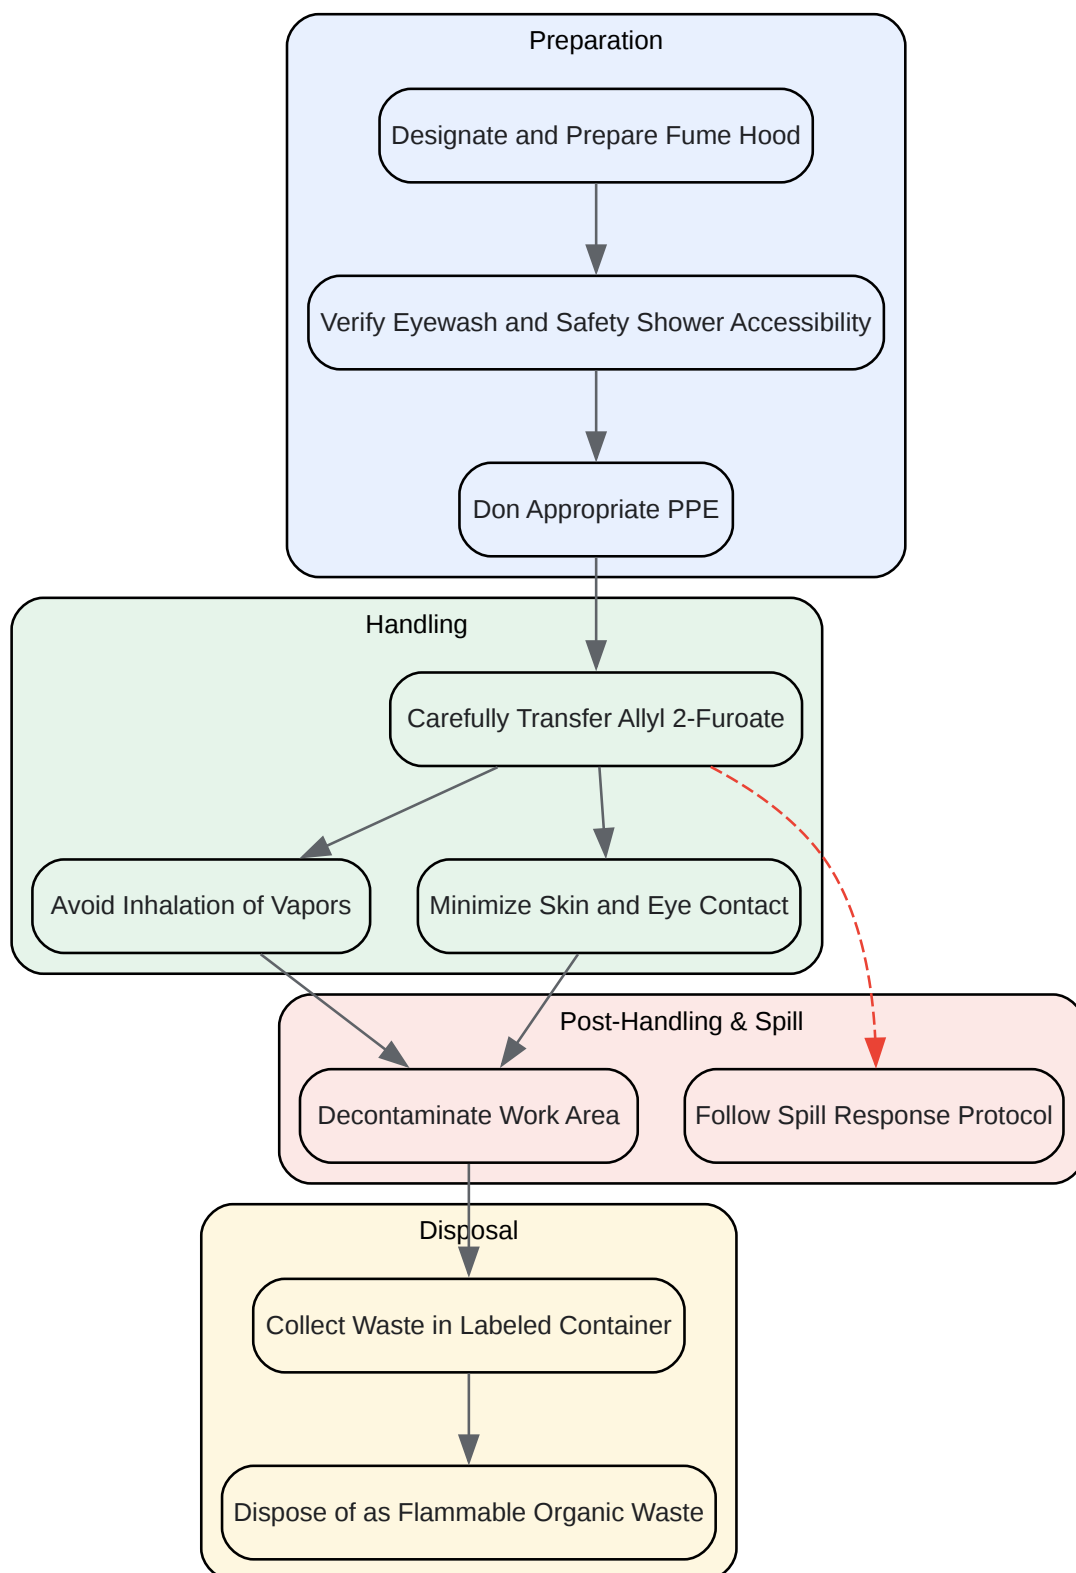 Preparation
Designate and Prepare Fume Hood
Verify Eyewash and Safety Shower Accessibility
Don Appropriate PPE
Handling
Carefully Transfer Allyl 2-Furoate
Avoid Inhalation of Vapors
Minimize Skin and Eye Contact
Post-Handling & Spill
Decontaminate Work Area
Follow Spill Response Protocol
Disposal
Collect Waste in Labeled Container
Dispose of as Flammable Organic Waste